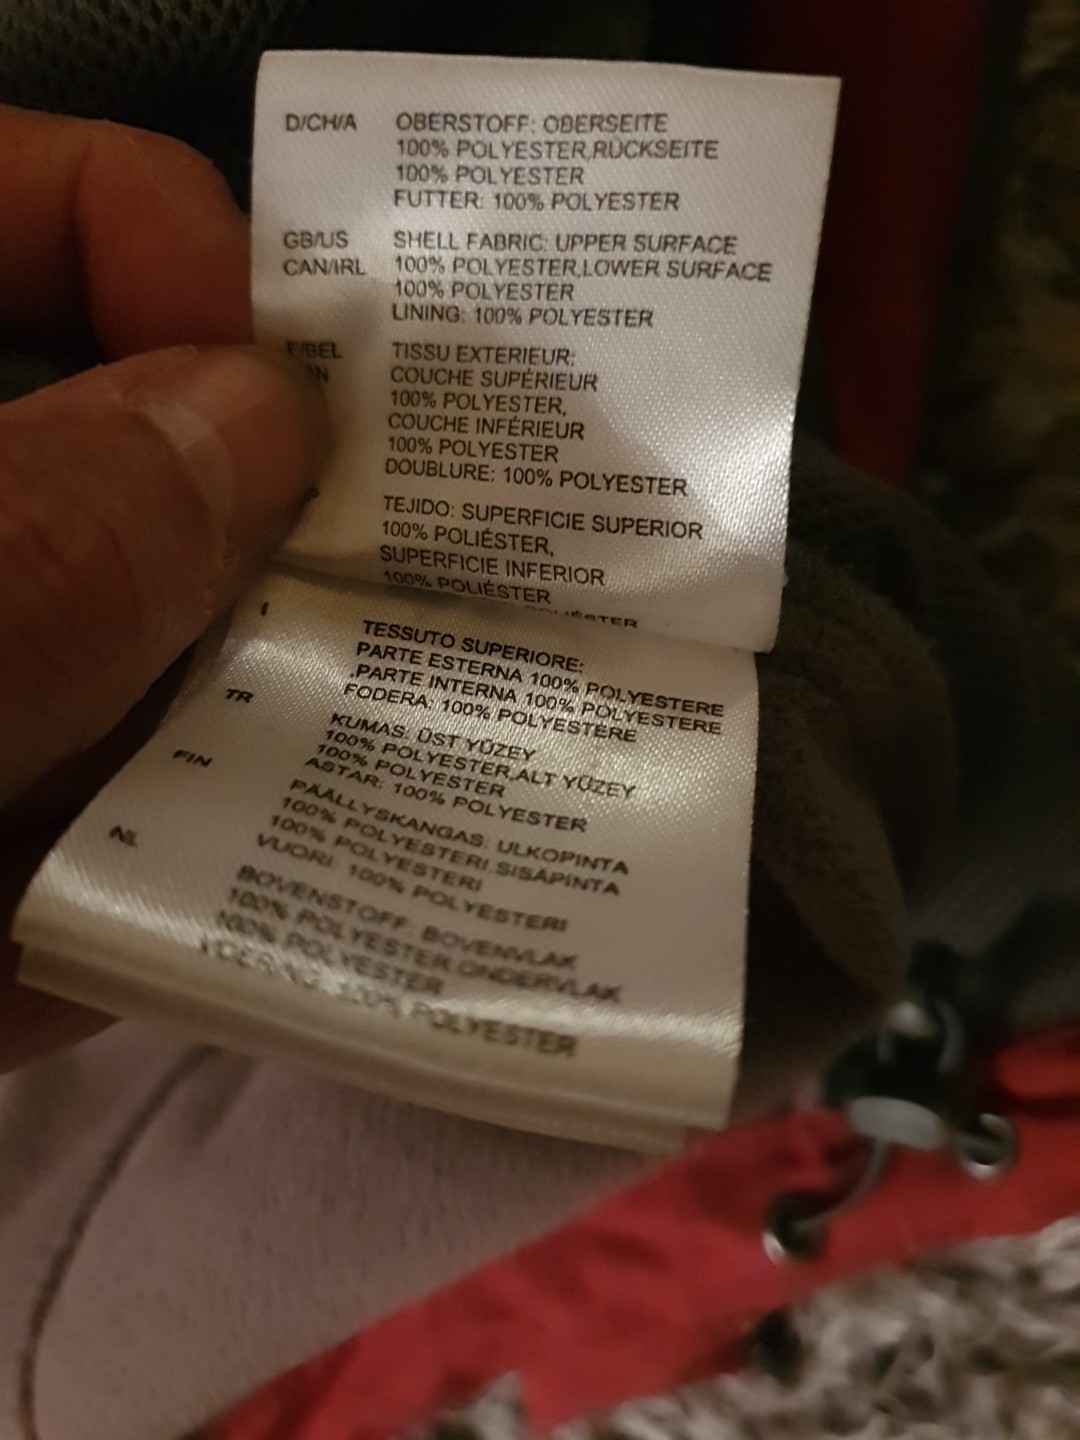 D/CH/A OBERSTOFF: OBERSEITE
100% POLYESTER,RÜCKSEITE
100% POLYESTER
FUTTER: 100% POLYESTER
GB/US SHELL FABRIC: UPPER SURFACE
CAN/IRL 100% POLYESTER,LOWER SURFACE
100% POLYESTER
LINING: 100% POLYESTER
F/BEL TISSU EXTERIEUR:
COUCHE SUPÉRIEUR
100% POLYESTER,
COUCHE INFÉRIEUR
100% POLYESTER
DOUBLURE: 100% POLYESTER
TEJIDO: SUPERFICIE SUPERIOR
100% POLIÉSTER,
SUPERFICIE INFERIOR
100% POLIÉSTER
POLIÉSTER
I TESSUTO SUPERIORE:
PARTE ESTERNA 100% POLYESTERE
,PARTE INTERNA 100% POLYESTERE
FODERA: 100% POLYESTERE
TR KUMAS: ÜST YÜZEY
100% POLYESTER,ALT YÜZEY
100% POLYESTER
ASTAR: 100% POLYESTER
FIN PÄÄLLYSKANGAS: ULKOPINTA
100% POLYESTERI,SISÄPINTA
100% POLYESTERI
VUORI: 100% POLYESTERI
NL BOVENSTOFF: BOVENVLAK
100% POLYESTER,ONDERVLAK
100% POLYESTER
100% POLYESTER